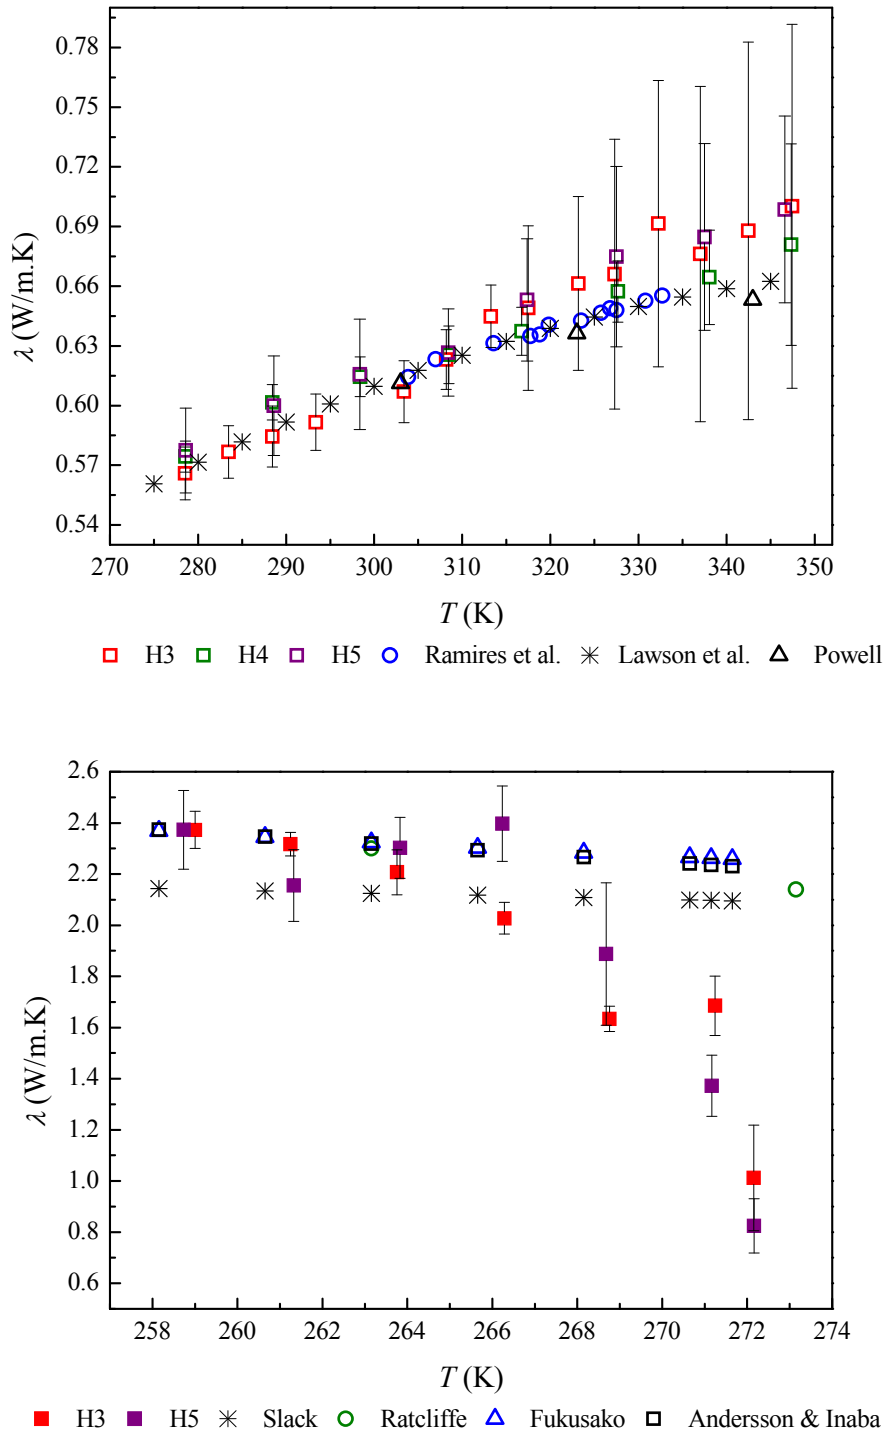 0.78
0.75
0.72
0.69
0.66
0.63
0.60
0.57
0.54
λ (W/m.K)
270 280 290 300 310 320 330 340 350
T (K)
H3 H4 H5 Ramires et al. Lawson et al. Powell
2.6
2.4
2.2
2.0
1.8
1.6
1.4
1.2
1.0
0.8
0.6
λ (W/m.K)
258 260 262 264 266 268 270 272 274
T (K)
H3 H5 Slack Ratcliffe Fukusako Andersson & Inaba